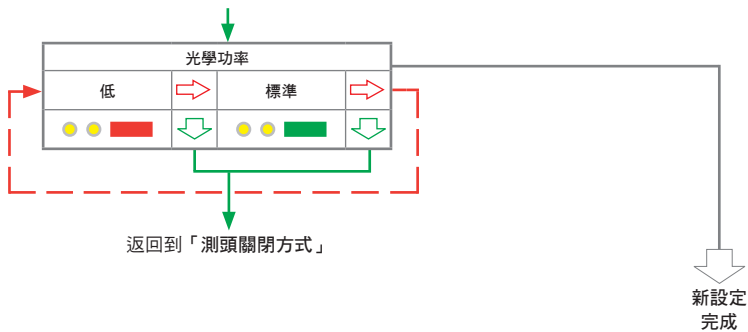 光學功率
低
標準
返回到「測頭關閉方式」
新設定
完成